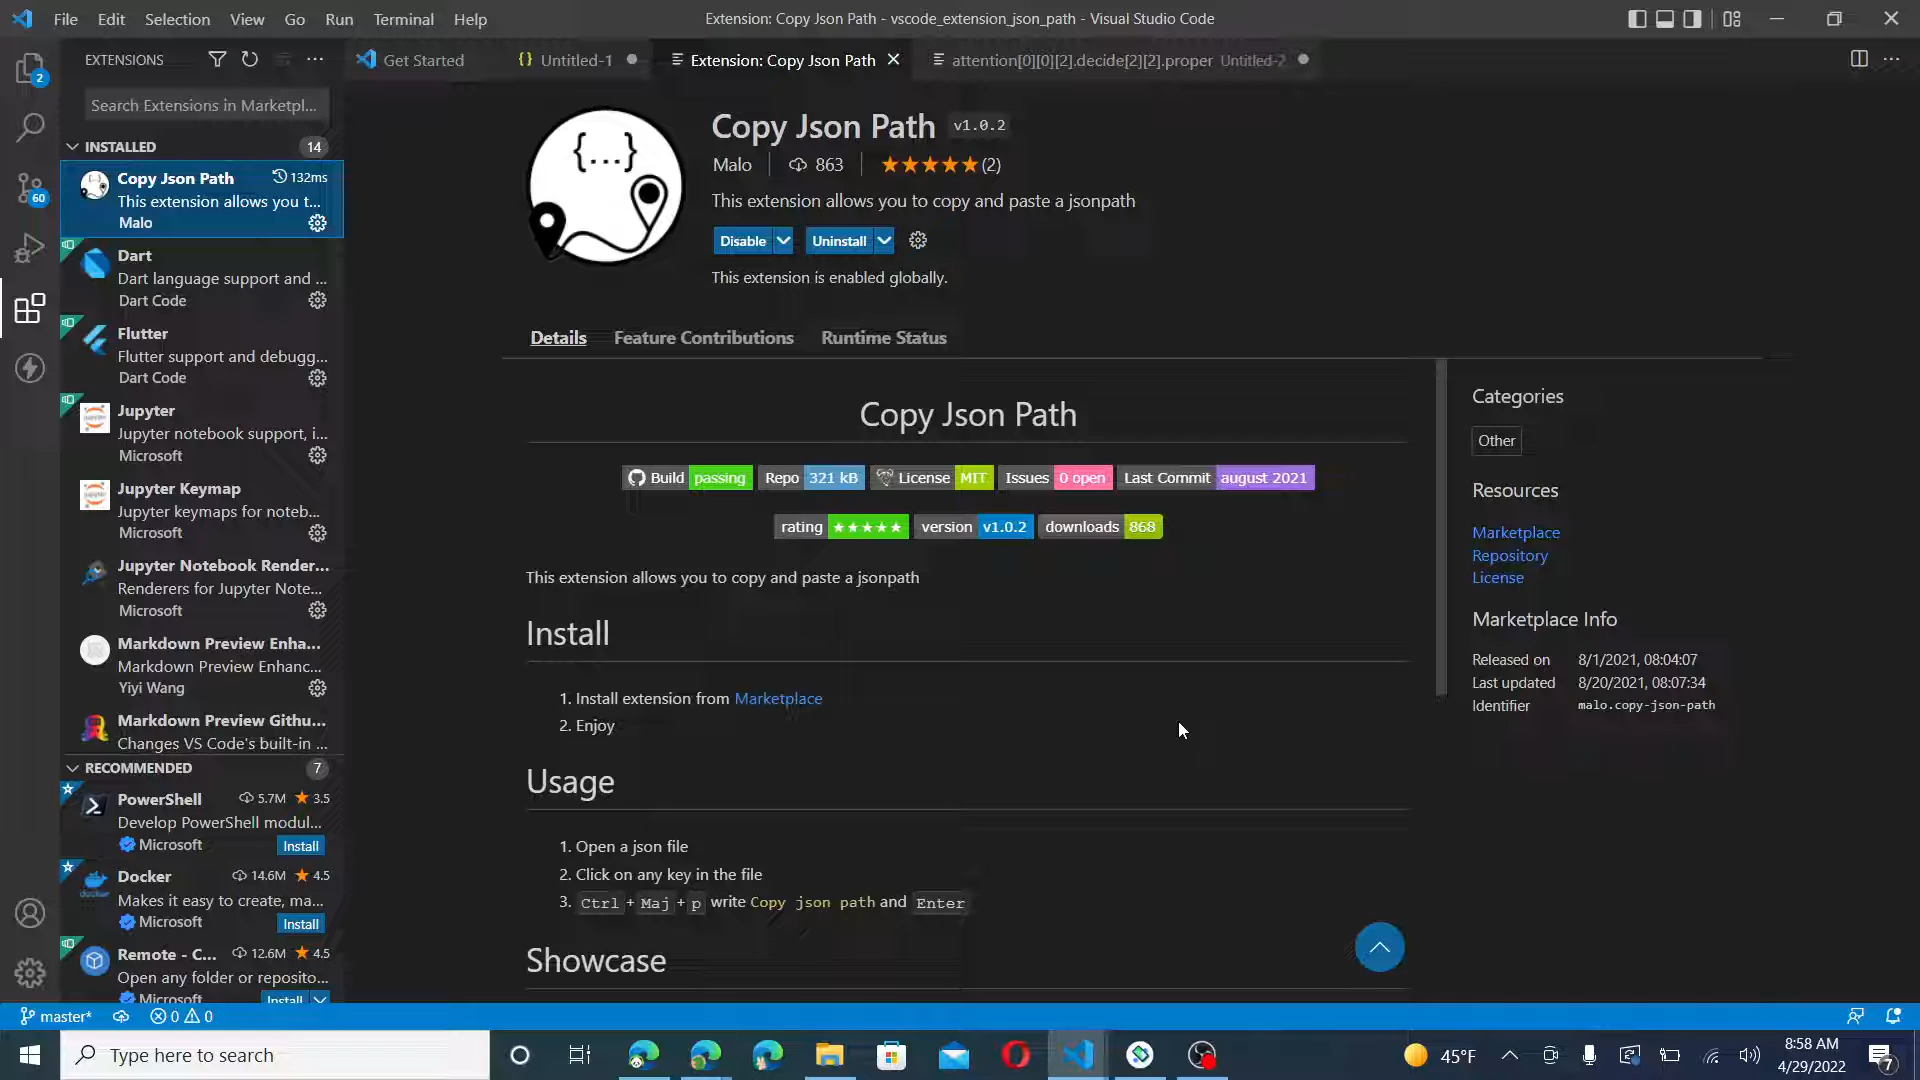 File Edit Selection View Go Run Terminal Help
Extension: Copy Json Path - vscode_extension_json_path - Visual Studio Code
EXTENSIONS
Get Started
{} Untitled-1
Extension: Copy Json Path
attention[0][0][2].decide[2][2].proper Untitled-2
2
60
Search Extensions in Marketpl...
INSTALLED 14
Copy Json Path 132ms
This extension allows you t...
Malo
Dart
Dart language support and ...
Dart Code
Flutter
Flutter support and debugg...
Dart Code
Jupyter
Jupyter notebook support, i...
Microsoft
Jupyter Keymap
Jupyter keymaps for noteb...
Microsoft
Jupyter Notebook Render...
Renderers for Jupyter Note...
Microsoft
Markdown Preview Enha...
Markdown Preview Enhanc...
Yiyi Wang
Markdown Preview Githu...
Changes VS Code's built-in ...
RECOMMENDED 7
PowerShell 5.7M ★ 3.5
Develop PowerShell modul...
Microsoft Install
Docker 14.6M ★ 4.5
Makes it easy to create, ma...
Microsoft Install
Remote - C... 12.6M ★ 4.5
Open any folder or reposito...
Microsoft Install
{...}
Copy Json Path v1.0.2
Malo 863 ★★★★★(2)
This extension allows you to copy and paste a jsonpath
Disable Uninstall
This extension is enabled globally.
Details Feature Contributions Runtime Status
Copy Json Path
Build passing Repo 321 kB License MIT Issues 0 open Last Commit august 2021
rating ★★★★★ version v1.0.2 downloads 868
This extension allows you to copy and paste a jsonpath
Install
1. Install extension from Marketplace
2. Enjoy
Usage
1. Open a json file
2. Click on any key in the file
3. Ctrl + Maj + p write Copy json path and Enter
Showcase
Categories
Other
Resources
Marketplace
Repository
License
Marketplace Info
Released on 8/1/2021, 08:04:07
Last updated 8/20/2021, 08:07:34
Identifier malo.copy-json-path
master* 0 0
Type here to search
45°F
8:58 AM
4/29/2022
7